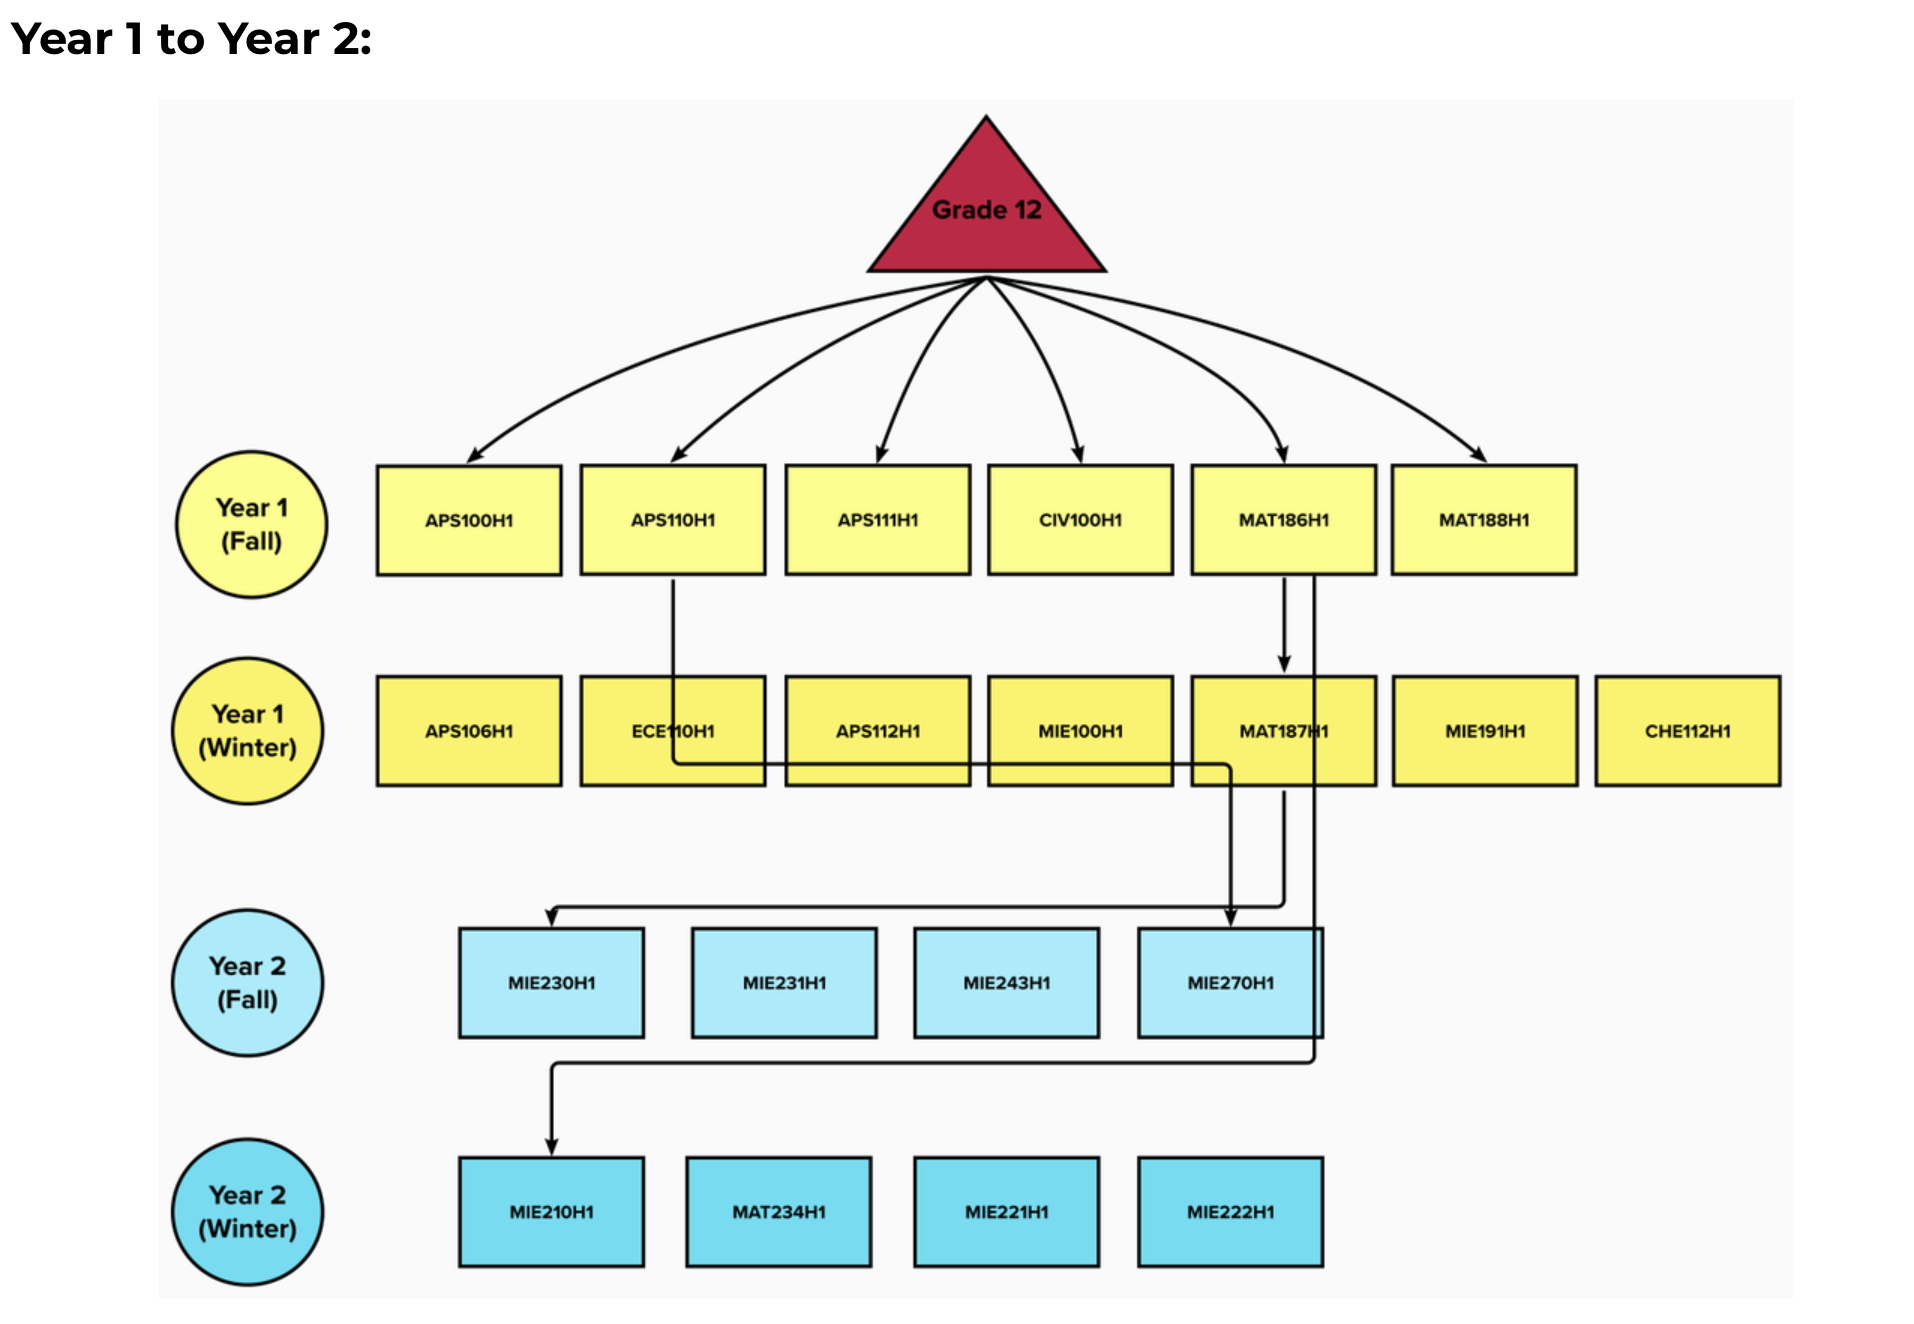 Year 1 to Year 2:
Grade 12
Year 1
(Fall)
APS100H1
APS110H1
APS111H1
CIV100H1
MAT186H1
MAT188H1
Year 1
(Winter)
APS106H1
ECE110H1
APS112H1
MIE100H1
MAT187H1
MIE191H1
CHE112H1
Year 2
(Fall)
MIE230H1
MIE231H1
MIE243H1
MIE270H1
Year 2
(Winter)
MIE210H1
MAT234H1
MIE221H1
MIE222H1